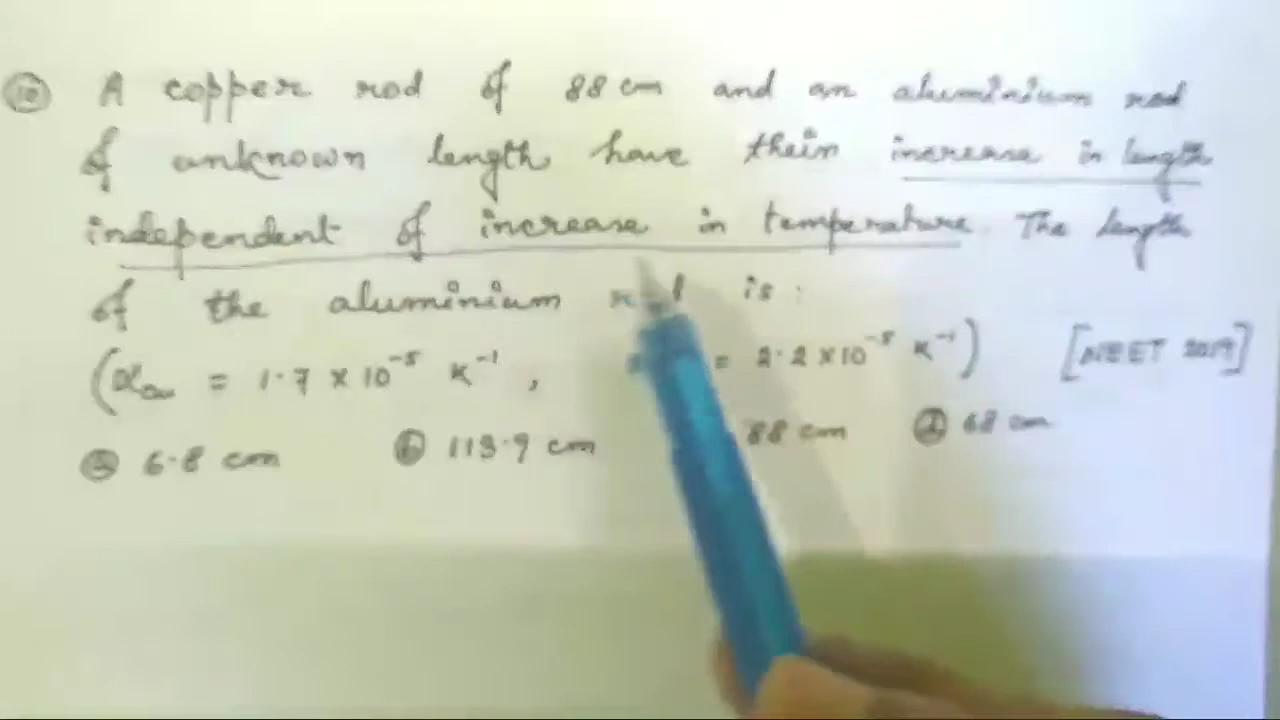 10 A copper rod of 88 cm and an aluminium rod
of unknown length have their increase in length
independent of increase in temperature. The length
of the aluminium is :
(α_Cu = 1.7 × 10⁻⁵ K⁻¹, = 2.2 × 10⁻⁵ K⁻¹) [NEET 2019]
a 6.8 cm b 113.9 cm 88 cm d 68 cm